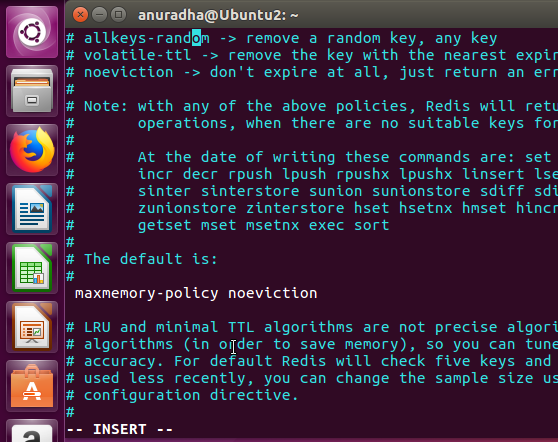 anuradha@Ubuntu2: ~
# allkeys-random -> remove a random key, any key
# volatile-ttl -> remove the key with the nearest expir
# noeviction -> don't expire at all, just return an err
#
# Note: with any of the above policies, Redis will retu
#       operations, when there are no suitable keys for
#
#       At the date of writing these commands are: set
#       incr decr rpush lpush rpushx lpushx linsert lse
#       sinter sinterstore sunion sunionstore sdiff sdi
#       zunionstore zinterstore hset hsetnx hmset hincr
#       getset mset msetnx exec sort
#
# The default is:
#
 maxmemory-policy noeviction

# LRU and minimal TTL algorithms are not precise algori
# algorithms (in order to save memory), so you can tune
# accuracy. For default Redis will check five keys and
# used less recently, you can change the sample size us
# configuration directive.
#
-- INSERT --
a